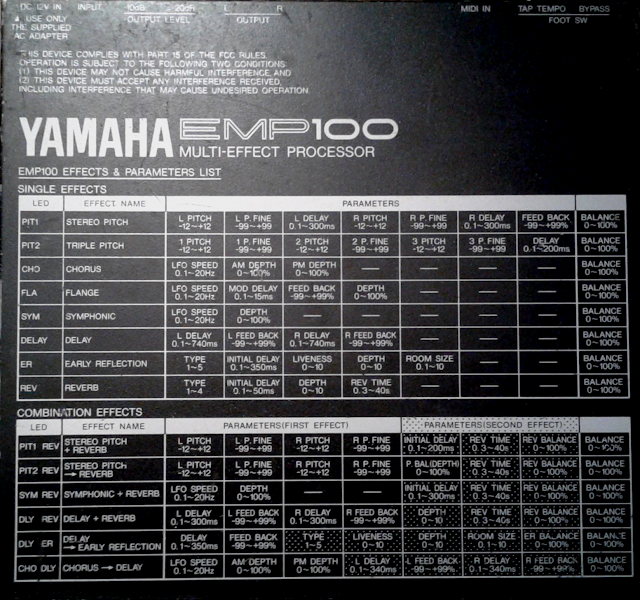 DC 12V IN INPUT -10dB -20dB L R MIDI IN TAP TEMPO BYPASS
▲ USE ONLY OUTPUT LEVEL OUTPUT FOOT SW
THE SUPPLIED
AC ADAPTER
THIS DEVICE COMPLIES WITH PART 15 OF THE FCC RULES.
OPERATION IS SUBJECT TO THE FOLLOWING TWO CONDITIONS:
(1) THIS DEVICE MAY NOT CAUSE HARMFUL INTERFERENCE, AND
(2) THIS DEVICE MUST ACCEPT ANY INTERFERENCE RECEIVED,
INCLUDING INTERFERENCE THAT MAY CAUSE UNDESIRED OPERATION.
YAMAHA EMP100
MULTI-EFFECT PROCESSOR
EMP100 EFFECTS & PARAMETERS LIST
SINGLE EFFECTS
LED EFFECT NAME PARAMETERS
PIT1 STEREO PITCH L PITCH -12~+12 L P. FINE -99~+99 L DELAY 0.1~300ms R PITCH -12~+12 R P. FINE -99~+99 R DELAY 0.1~300ms FEED BACK -99~+99% BALANCE 0~100%
PIT2 TRIPLE PITCH 1 PITCH -12~+12 1 P. FINE -99~+99 2 PITCH -12~+12 2 P. FINE -99~+99 3 PITCH -12~+12 3 P. FINE -99~+99 DELAY 0.1~200ms BALANCE 0~100%
CHO CHORUS LFO SPEED 0.1~20Hz AM DEPTH 0~100% PM DEPTH 0~100% — — — — BALANCE 0~100%
FLA FLANGE LFO SPEED 0.1~20Hz MOD DELAY 0.1~15ms FEED BACK -99~+99% DEPTH 0~100% — — — BALANCE 0~100%
SYM SYMPHONIC LFO SPEED 0.1~20Hz DEPTH 0~100% — — — — — BALANCE 0~100%
DELAY DELAY L DELAY 0.1~740ms L FEED BACK -99~+99% R DELAY 0.1~740ms R FEED BACK -99~+99% — — — BALANCE 0~100%
ER EARLY REFLECTION TYPE 1~5 INITIAL DELAY 0.1~350ms LIVENESS 0~10 DEPTH 0~10 ROOM SIZE 0.1~10 — — BALANCE 0~100%
REV REVERB TYPE 1~4 INITIAL DELAY 0.1~50ms DEPTH 0~10 REV TIME 0.3~40s — — — BALANCE 0~100%
COMBINATION EFFECTS
LED EFFECT NAME PARAMETERS(FIRST EFFECT) PARAMETERS(SECOND EFFECT)
PIT1 REV STEREO PITCH + REVERB L PITCH -12~+12 L P. FINE -99~+99 R PITCH -12~+12 R P. FINE -99~+99 INITIAL DELAY 0.1~200ms REV TIME 0.3~40s REV BALANCE 0~100% BALANCE 0~100%
PIT2 REV STEREO PITCH → REVERB L PITCH -12~+12 L P. FINE -99~+99 R PITCH -12~+12 R P. FINE -99~+99 P. BAL(DEPTH) 0~100% REV TIME 0.3~40s REV BALANCE 0~100% BALANCE 0~100%
SYM REV SYMPHONIC + REVERB LFO SPEED 0.1~20Hz DEPTH 0~100% — — INITIAL DELAY 0.1~300ms REV TIME 0.3~40s REV BALANCE 0~100% BALANCE 0~100%
DLY REV DELAY + REVERB L DELAY 0.1~300ms L FEED BACK -99~+99% R DELAY 0.1~300ms R FEED BACK -99~+99% DEPTH 0~10 REV TIME 0.3~40s REV BALANCE 0~100% BALANCE 0~100%
DLY ER DELAY → EARLY REFLECTION DELAY 0.1~350ms FEED BACK -99~+99% TYPE 1~5 LIVENESS 0~10 DEPTH 0~10 ROOM SIZE 0.1~10 ER BALANCE 0~100% BALANCE 0~100%
CHO DLY CHORUS → DELAY LFO SPEED 0.1~20Hz AM DEPTH 0~100% PM DEPTH 0~100% L DELAY 0.1~340ms L FEED BACK -99~+99% R DELAY 0.1~340ms R FEED BACK -99~+99% BALANCE 0~100%